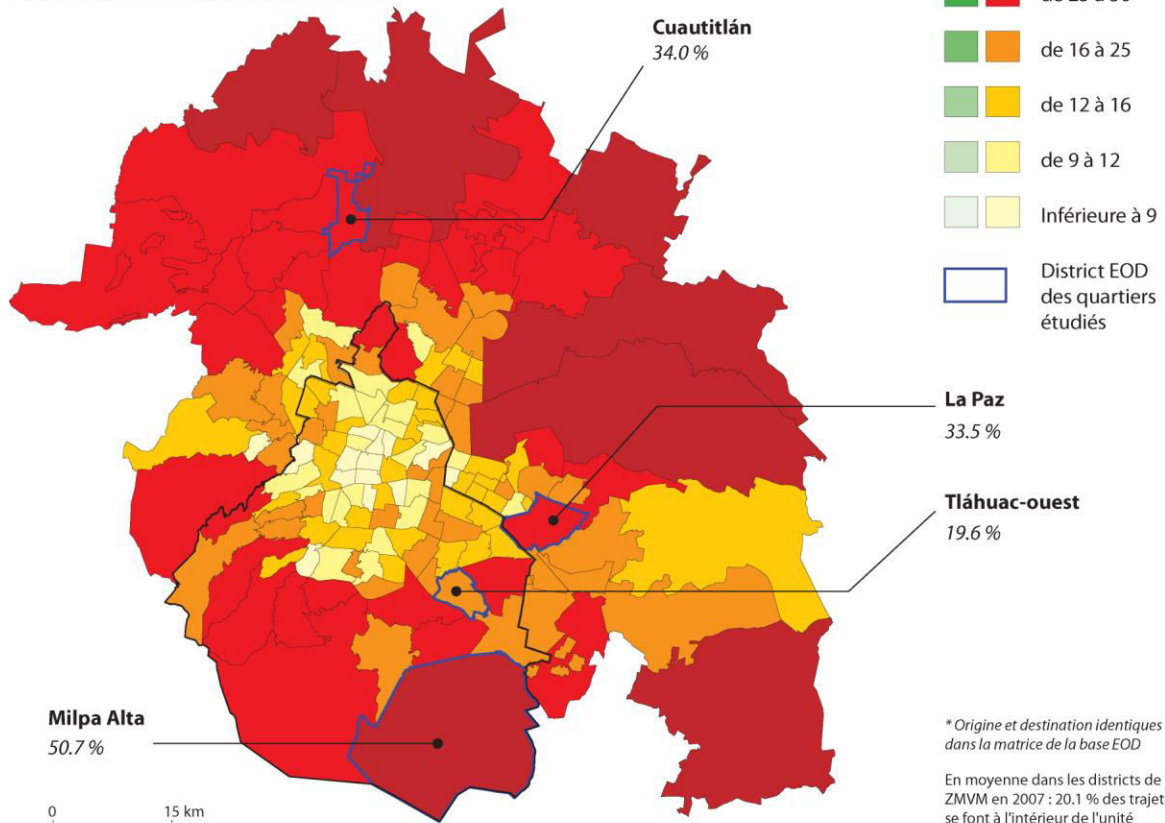 Cuautitlán
34.0 %
de 16 à 25
de 12 à 16
de 9 à 12
Inférieure à 9
District EOD
des quartiers
étudiés
La Paz
33.5 %
Tláhuac-ouest
19.6 %
Milpa Alta
50.7 %
0 15 km
* Origine et destination identiques
dans la matrice de la base EOD
En moyenne dans les districts de
ZMVM en 2007 : 20.1 % des trajet
se font à l'intérieur de l'unité